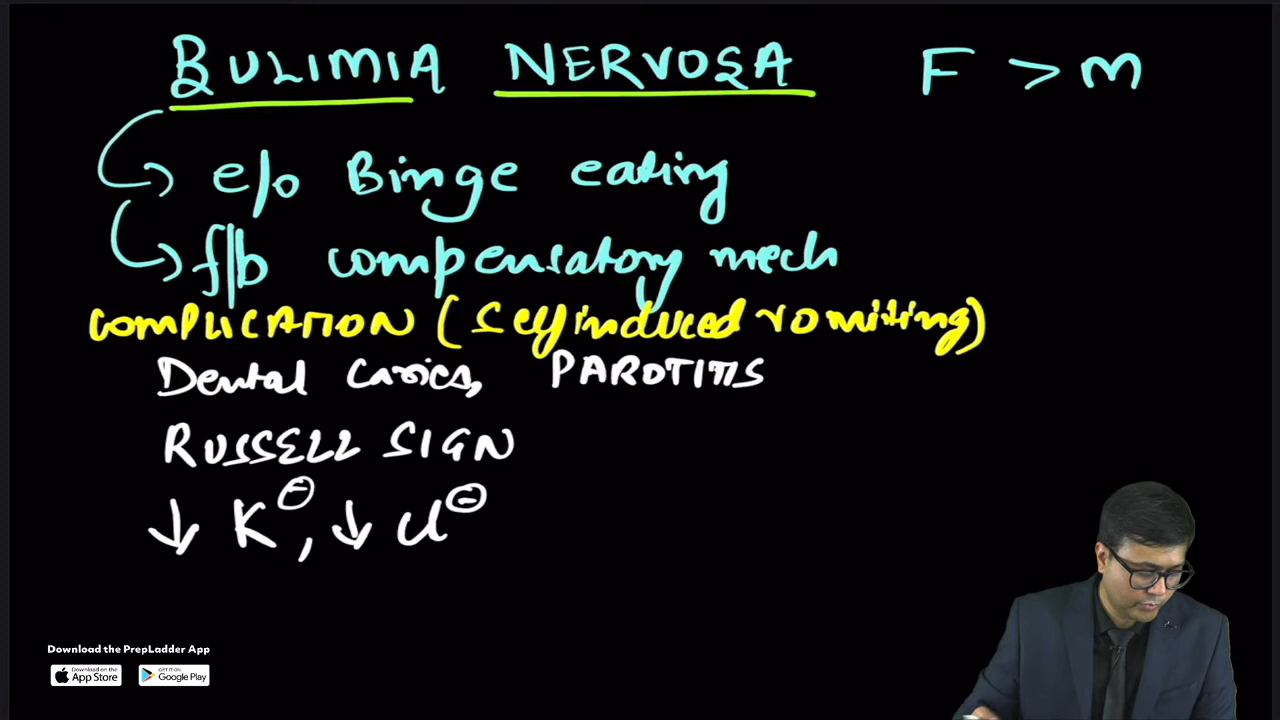 BULIMIA NERVOSA F > M
e/o Binge eating
f/b compensatory mech
COMPLICATION (Self induced vomiting)
Dental Caries, PAROTITIS
RUSSELL SIGN
↓ K⊖, ↓ Cl⊖
Download the PrepLadder App
Download on the App Store GET IT ON Google Play